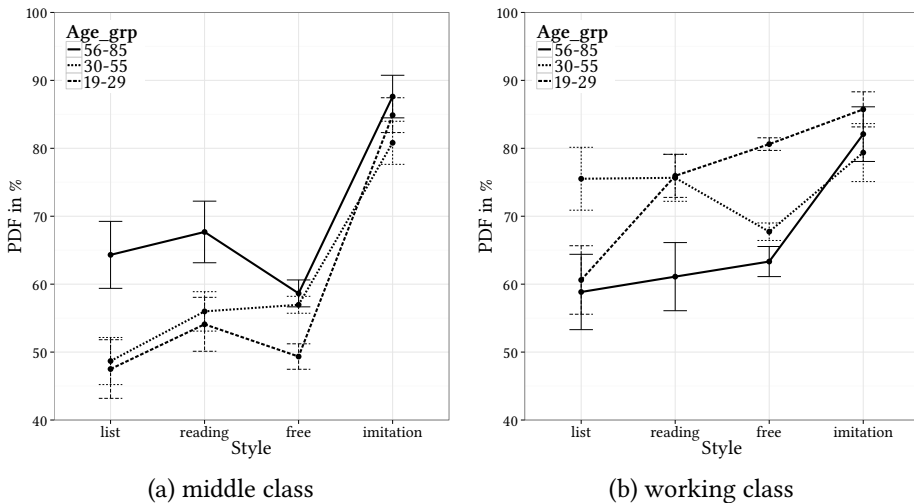 Age_grp
56-85
30-55
19-29
100
90
80
70
60
50
40
PDF in %
list reading free imitation
Style
(a) middle class
Age_grp
56-85
30-55
19-29
100
90
80
70
60
50
40
PDF in %
list reading free imitation
Style
(b) working class